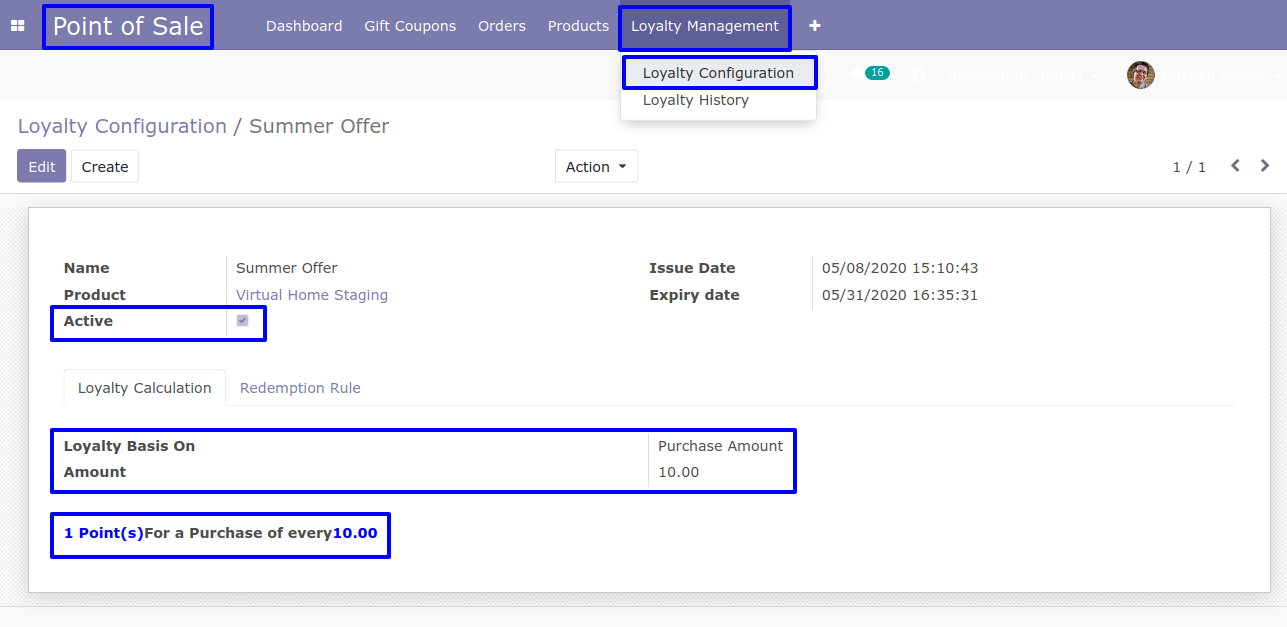 Point of Sale Dashboard Gift Coupons Orders Products Loyalty Management +
Loyalty Configuration 16
Loyalty History
Loyalty Configuration / Summer Offer
Edit Create Action 1 / 1
Name Summer Offer Issue Date 05/08/2020 15:10:43
Product Virtual Home Staging Expiry date 05/31/2020 16:35:31
Active
Loyalty Calculation Redemption Rule
Loyalty Basis On Purchase Amount
Amount 10.00
1 Point(s)For a Purchase of every10.00